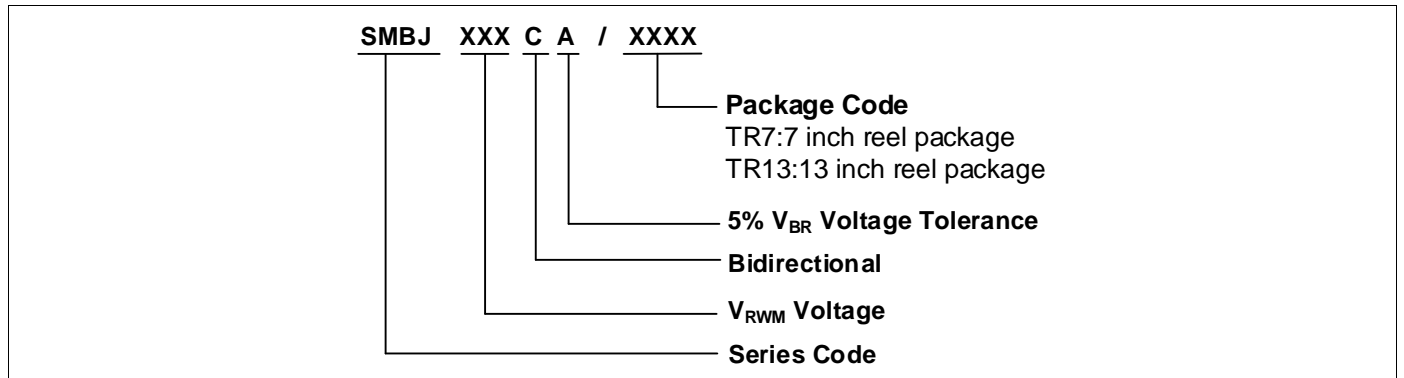 SMBJ XXX C A / XXXX
Package Code
TR7:7 inch reel package
TR13:13 inch reel package
5% VBR Voltage Tolerance
Bidirectional
VRWM Voltage
Series Code